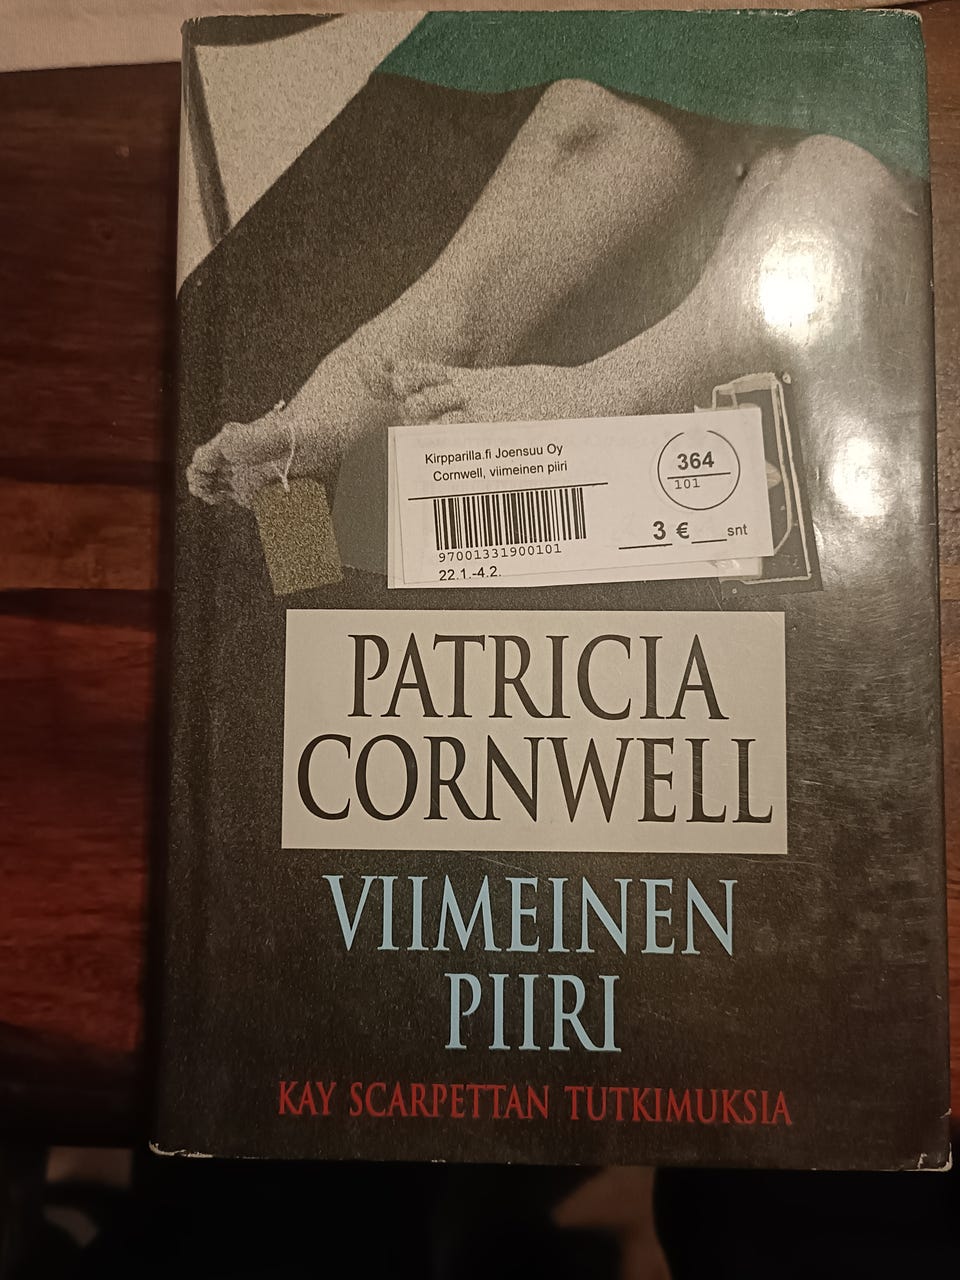 Kirpparilla.fi Joensuu Oy
Cornwell, viimeinen piiri
364
101
97001331900101
3 € ___snt
22.1.-4.2.
PATRICIA
CORNWELL
VIIMEINEN
PIIRI
KAY SCARPETTAN TUTKIMUKSIA